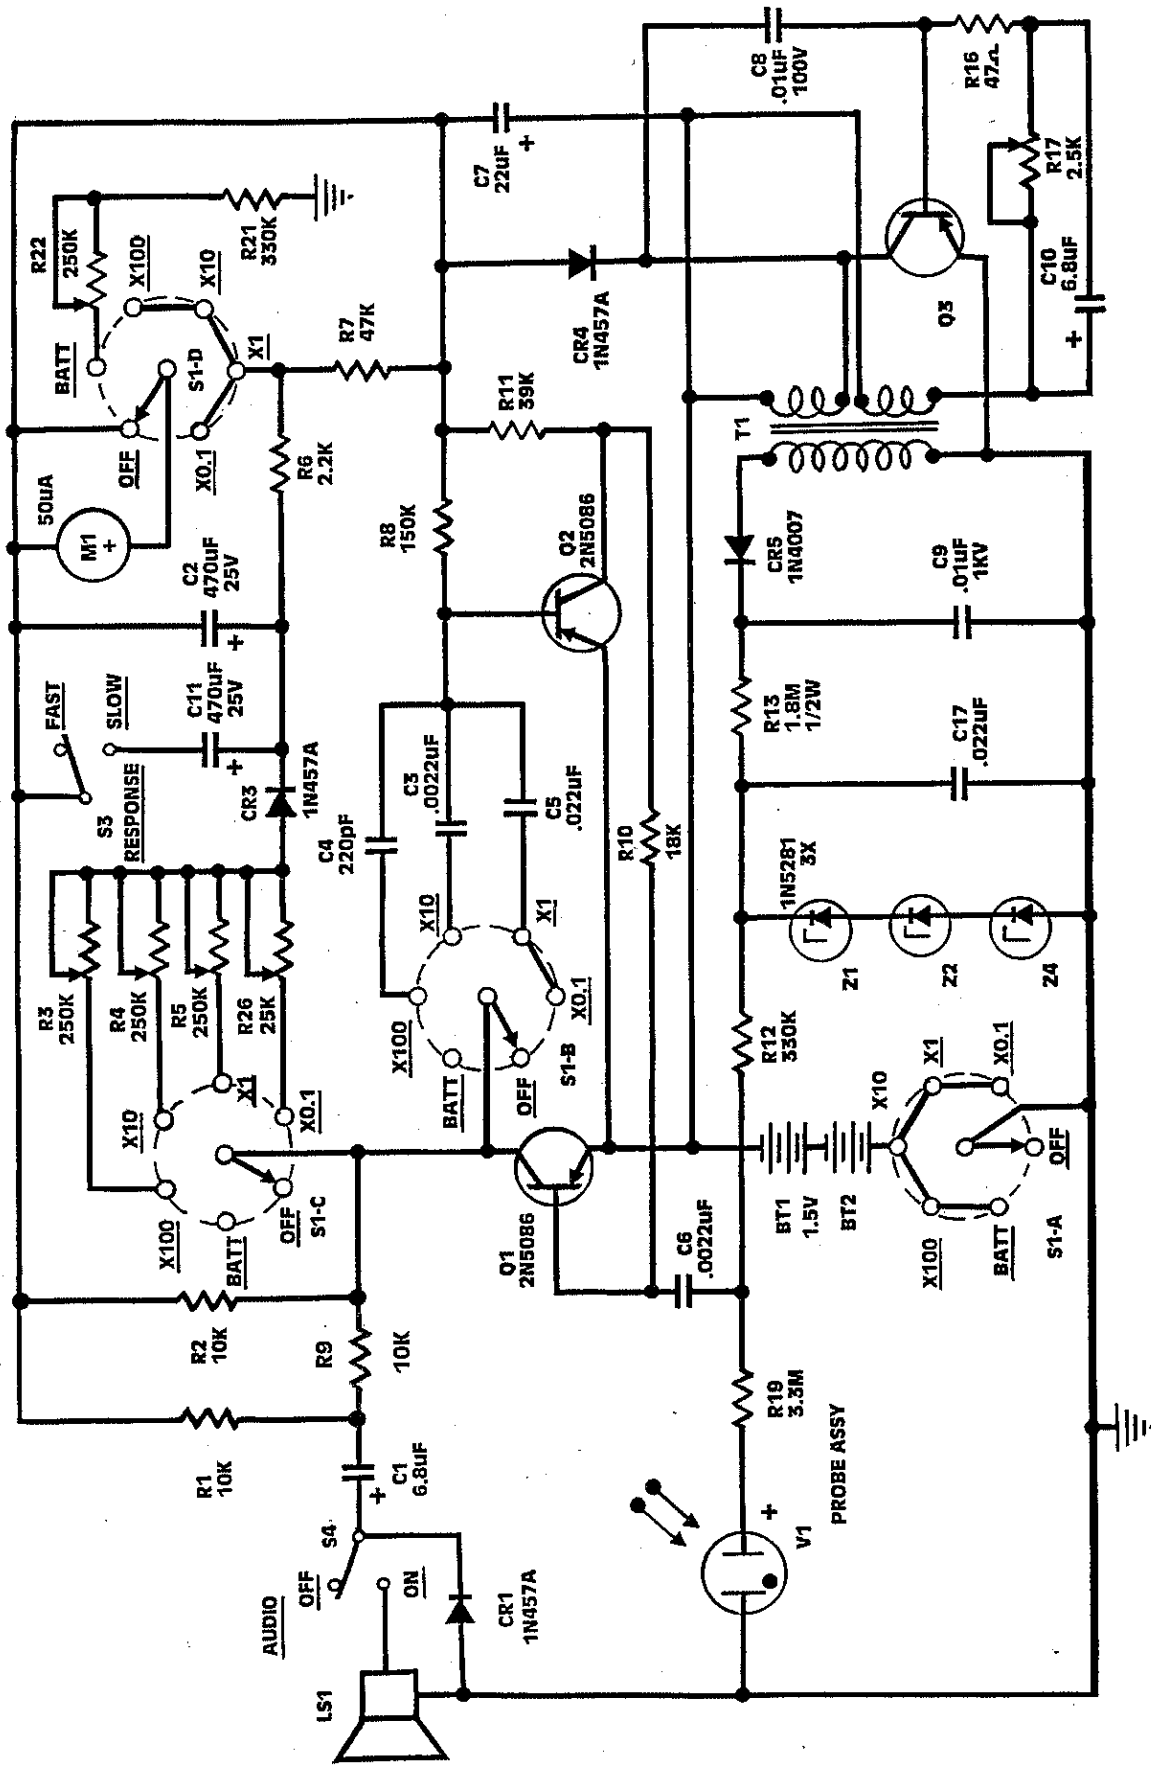 LS1
AUDIO
OFF
ON
S4
CR1
1N457A
C1
6.8uF
R1
10K
R2
10K
R9
10K
X100
X10
X1
X0.1
BATT
OFF
S1-C
R3
250K
R4
250K
R5
250K
R26
25K
S3
RESPONSE
FAST
SLOW
CR3
1N457A
C11
470uF
25V
+
C2
470uF
25V
+
50uA
M1
+
OFF
BATT
X100
X10
X1
X0.1
S1-D
R22
250K
R21
330K
R6
2.2K
R7
47K
C4
220pF
C3
.0022uF
C5
.022uF
X100
X10
X1
X0.1
BATT
OFF
S1-B
R8
150K
R11
39K
Q2
2N5086
R10
18K
Q1
2N5086
C6
.0022uF
C7
22uF
+
CR4
1N457A
C8
.01uF
100V
R16
47Ω
R17
2.5K
C10
6.8uF
+
Q3
T1
CR5
1N4007
C9
.01uF
1KV
R13
1.8M
1/2W
C17
.022uF
1N5281
3X
Z1
Z2
Z4
R12
330K
BT1
1.5V
BT2
X10
X1
X0.1
OFF
BATT
X100
S1-A
R19
3.3M
PROBE ASSY
V1
+
+